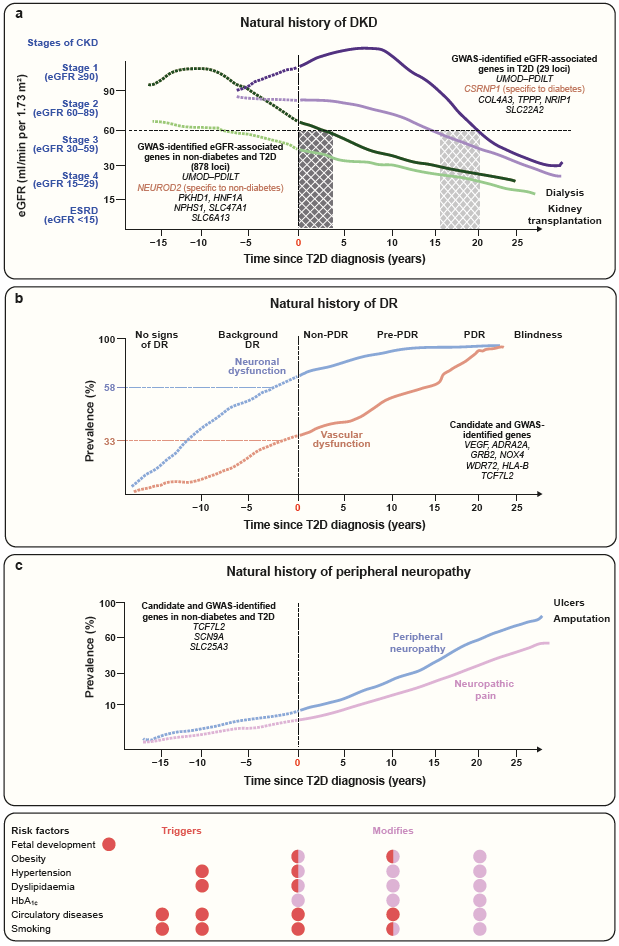 a
Natural history of DKD
Stages of CKD
Stage 1
(eGFR ≥90)
Stage 2
(eGFR 60–89)
Stage 3
(eGFR 30–59)
Stage 4
(eGFR 15–29)
ESRD
(eGFR <15)
eGFR (ml/min per 1.73 m²)
90
60
30
15
GWAS-identified eGFR-associated
genes in T2D (29 loci)
UMOD–PDILT
CSRNP1 (specific to diabetes)
COL4A3, TPPP, NRIP1
SLC22A2
GWAS-identified eGFR-associated
genes in non-diabetes and T2D
(878 loci)
UMOD–PDILT
NEUROD2 (specific to non-diabetes)
PKHD1, HNF1A
NPHS1, SLC47A1
SLC6A13
Dialysis
Kidney
transplantation
−15 −10 −5 0 5 10 15 20 25
Time since T2D diagnosis (years)
b
Natural history of DR
No signs
of DR
Background
DR
Non-PDR
Pre-PDR
PDR
Blindness
Prevalence (%)
100
58
33
Neuronal
dysfunction
Vascular
dysfunction
Candidate and GWAS-
identified genes
VEGF, ADRA2A,
GRB2, NOX4
WDR72, HLA-B
TCF7L2
−10 −5 0 5 10 15 20 25
Time since T2D diagnosis (years)
c
Natural history of peripheral neuropathy
Prevalence (%)
100
60
30
10
Candidate and GWAS-identified
genes in non-diabetes and T2D
TCF7L2
SCN9A
SLC25A3
Peripheral
neuropathy
Neuropathic
pain
Ulcers
Amputation
−15 −10 −5 0 5 10 15 20 25
Time since T2D diagnosis (years)
Risk factors Triggers Modifies
Fetal development
Obesity
Hypertension
Dyslipidaemia
HbA1c
Circulatory diseases
Smoking